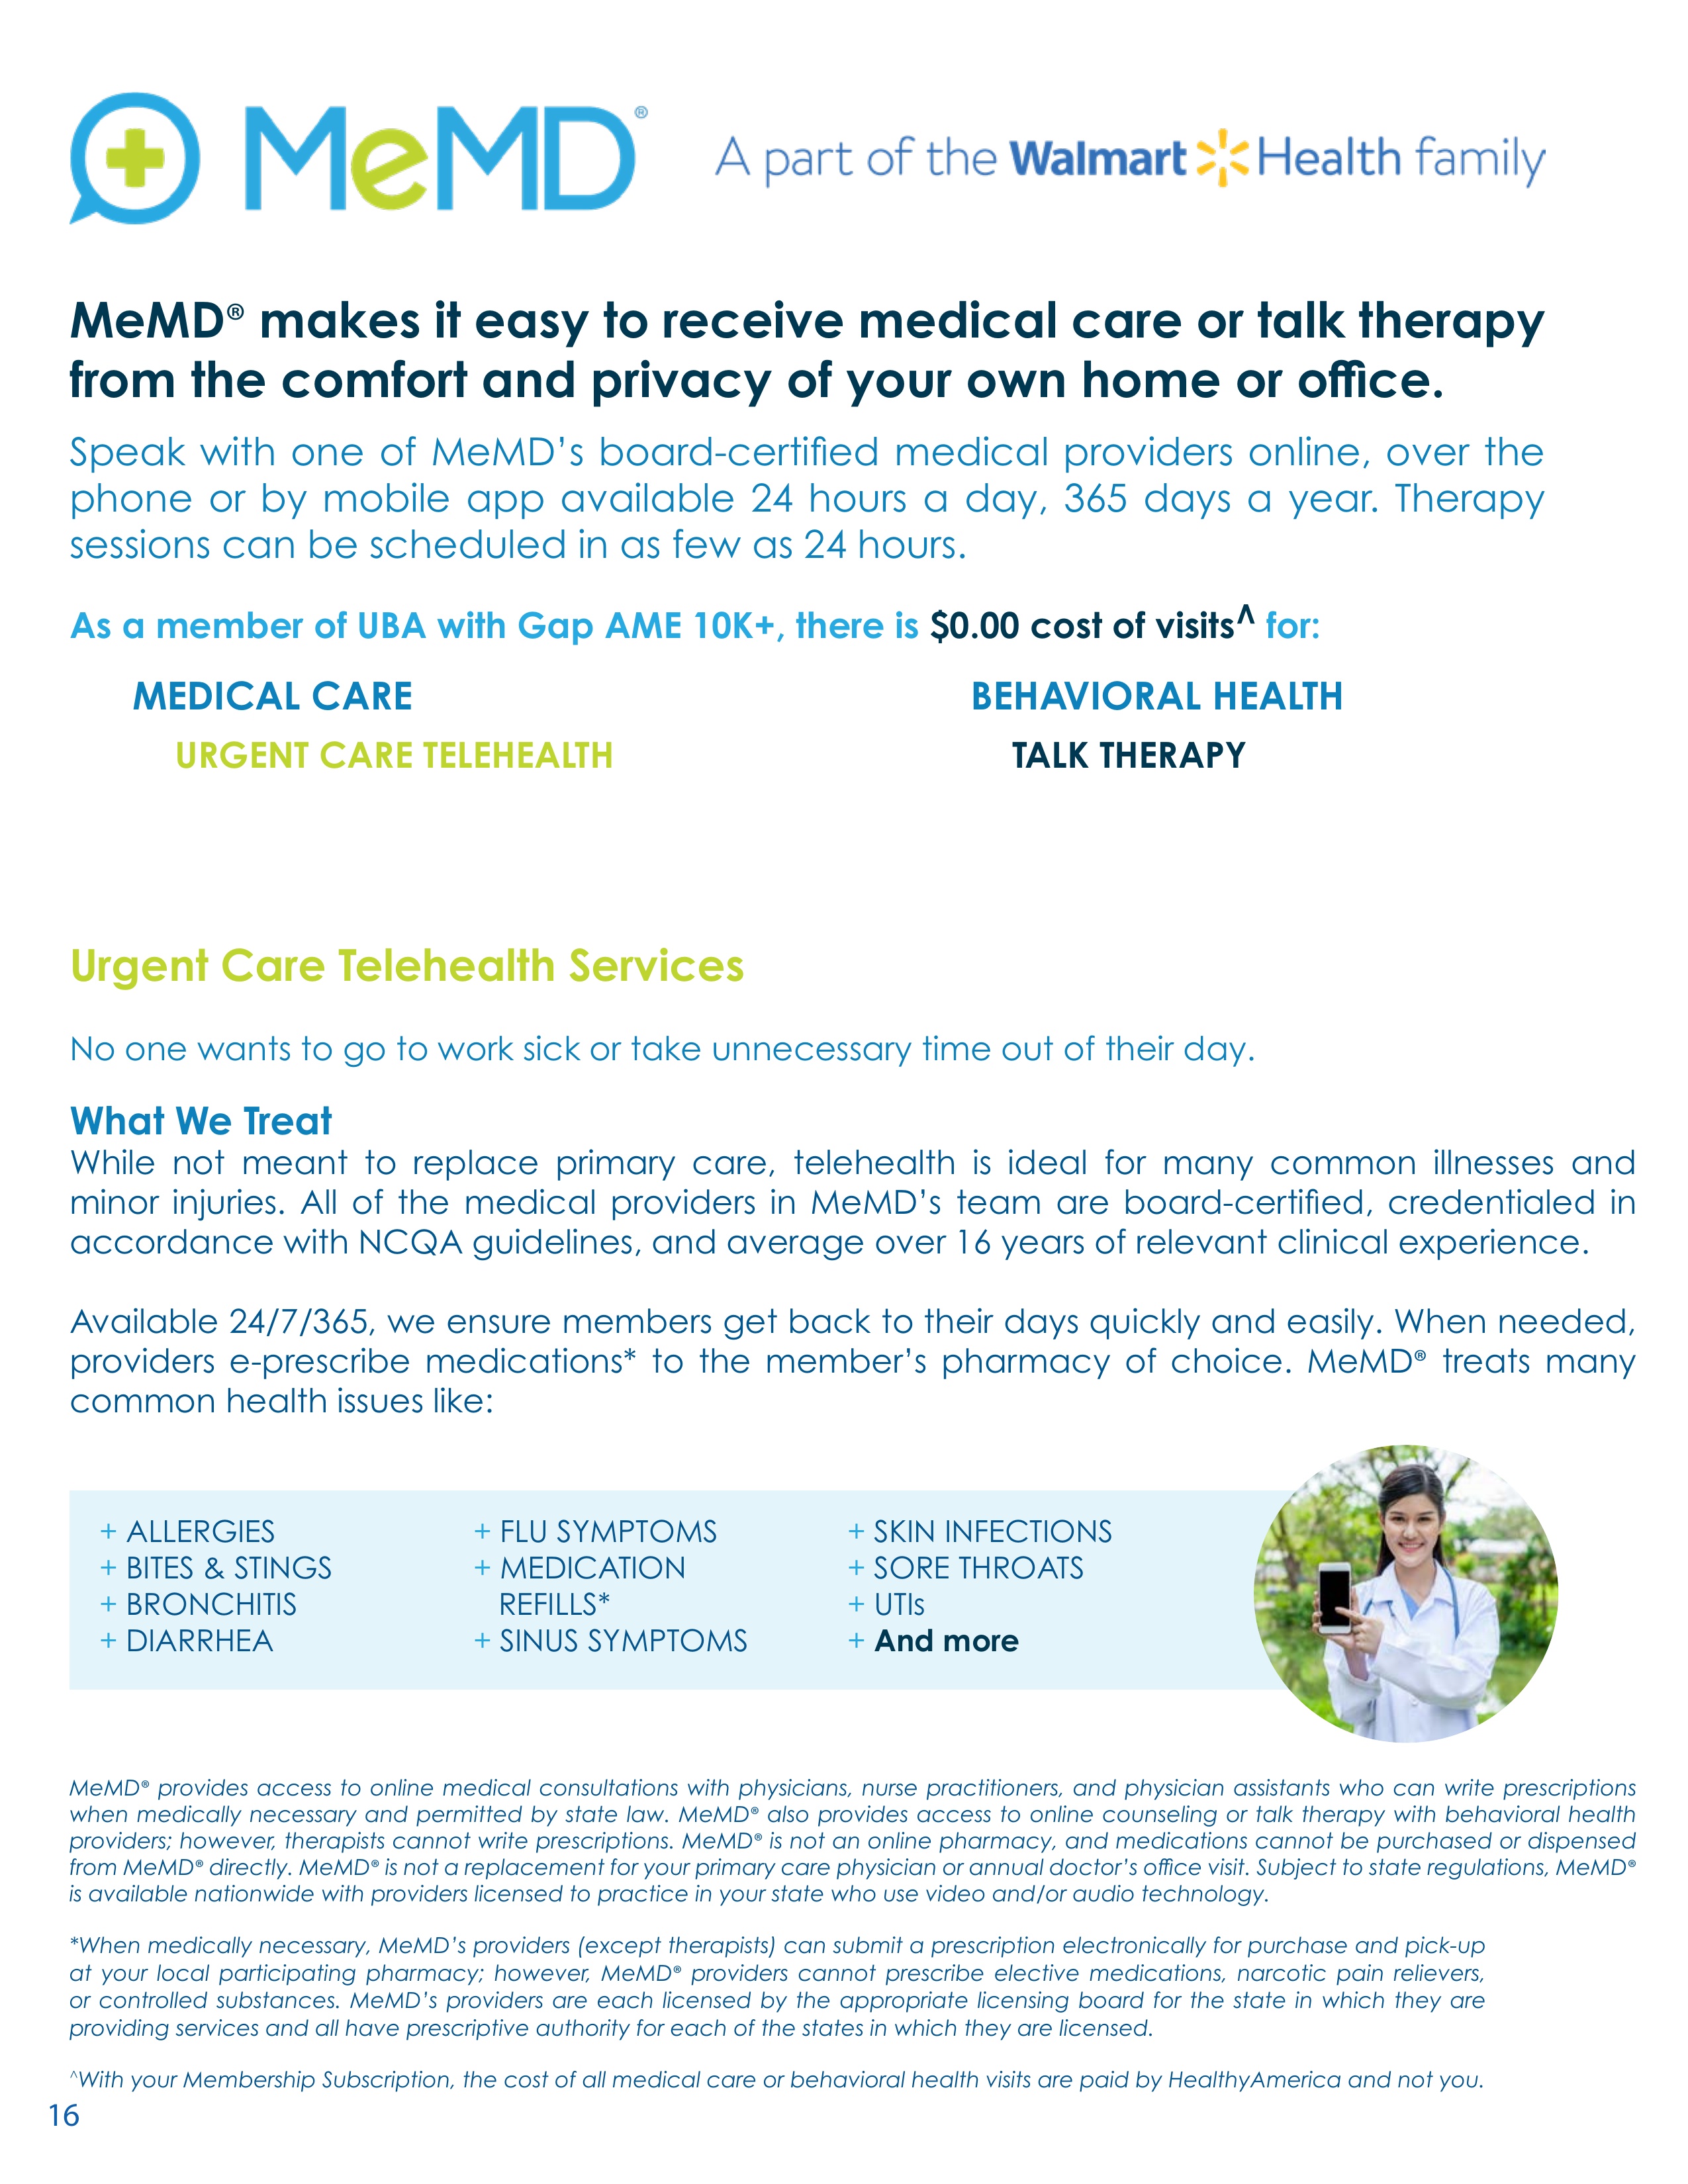 MeMD®
A part of the Walmart Health family
MeMD® makes it easy to receive medical care or talk therapy
from the comfort and privacy of your own home or office.
Speak with one of MeMD's board-certified medical providers online, over the
phone or by mobile app available 24 hours a day, 365 days a year. Therapy
sessions can be scheduled in as few as 24 hours.
As a member of UBA with Gap AME 10K+, there is $0.00 cost of visits^ for:
MEDICAL CARE
URGENT CARE TELEHEALTH
BEHAVIORAL HEALTH
TALK THERAPY
Urgent Care Telehealth Services
No one wants to go to work sick or take unnecessary time out of their day.
What We Treat
While not meant to replace primary care, telehealth is ideal for many common illnesses and
minor injuries. All of the medical providers in MeMD's team are board-certified, credentialed in
accordance with NCQA guidelines, and average over 16 years of relevant clinical experience.
Available 24/7/365, we ensure members get back to their days quickly and easily. When needed,
providers e-prescribe medications* to the member's pharmacy of choice. MeMD® treats many
common health issues like:
+ ALLERGIES
+ BITES & STINGS
+ BRONCHITIS
+ DIARRHEA
+ FLU SYMPTOMS
+ MEDICATION
REFILLS*
+ SINUS SYMPTOMS
+ SKIN INFECTIONS
+ SORE THROATS
+ UTIs
+ And more
MeMD® provides access to online medical consultations with physicians, nurse practitioners, and physician assistants who can write prescriptions
when medically necessary and permitted by state law. MeMD® also provides access to online counseling or talk therapy with behavioral health
providers; however, therapists cannot write prescriptions. MeMD® is not an online pharmacy, and medications cannot be purchased or dispensed
from MeMD® directly. MeMD® is not a replacement for your primary care physician or annual doctor's office visit. Subject to state regulations, MeMD®
is available nationwide with providers licensed to practice in your state who use video and/or audio technology.
*When medically necessary, MeMD's providers (except therapists) can submit a prescription electronically for purchase and pick-up
at your local participating pharmacy; however, MeMD® providers cannot prescribe elective medications, narcotic pain relievers,
or controlled substances. MeMD's providers are each licensed by the appropriate licensing board for the state in which they are
providing services and all have prescriptive authority for each of the states in which they are licensed.
^With your Membership Subscription, the cost of all medical care or behavioral health visits are paid by HealthyAmerica and not you.
16